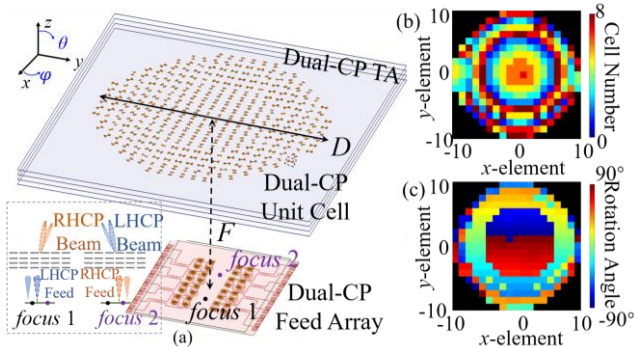 z
θ
y
x
φ
Dual-CP TA
D
Dual-CP
Unit Cell
F
RHCP
Beam
LHCP
Beam
LHCP
Feed
RHCP
Feed
focus 1
focus 2
focus 2
focus 1
Dual-CP
Feed Array
(a)
(b)
10
0
-10
y-element
-10
0
10
x-element
8
0
Cell Number
(c)
10
0
-10
y-element
-10
0
10
x-element
90°
-90°
Rotation Angle